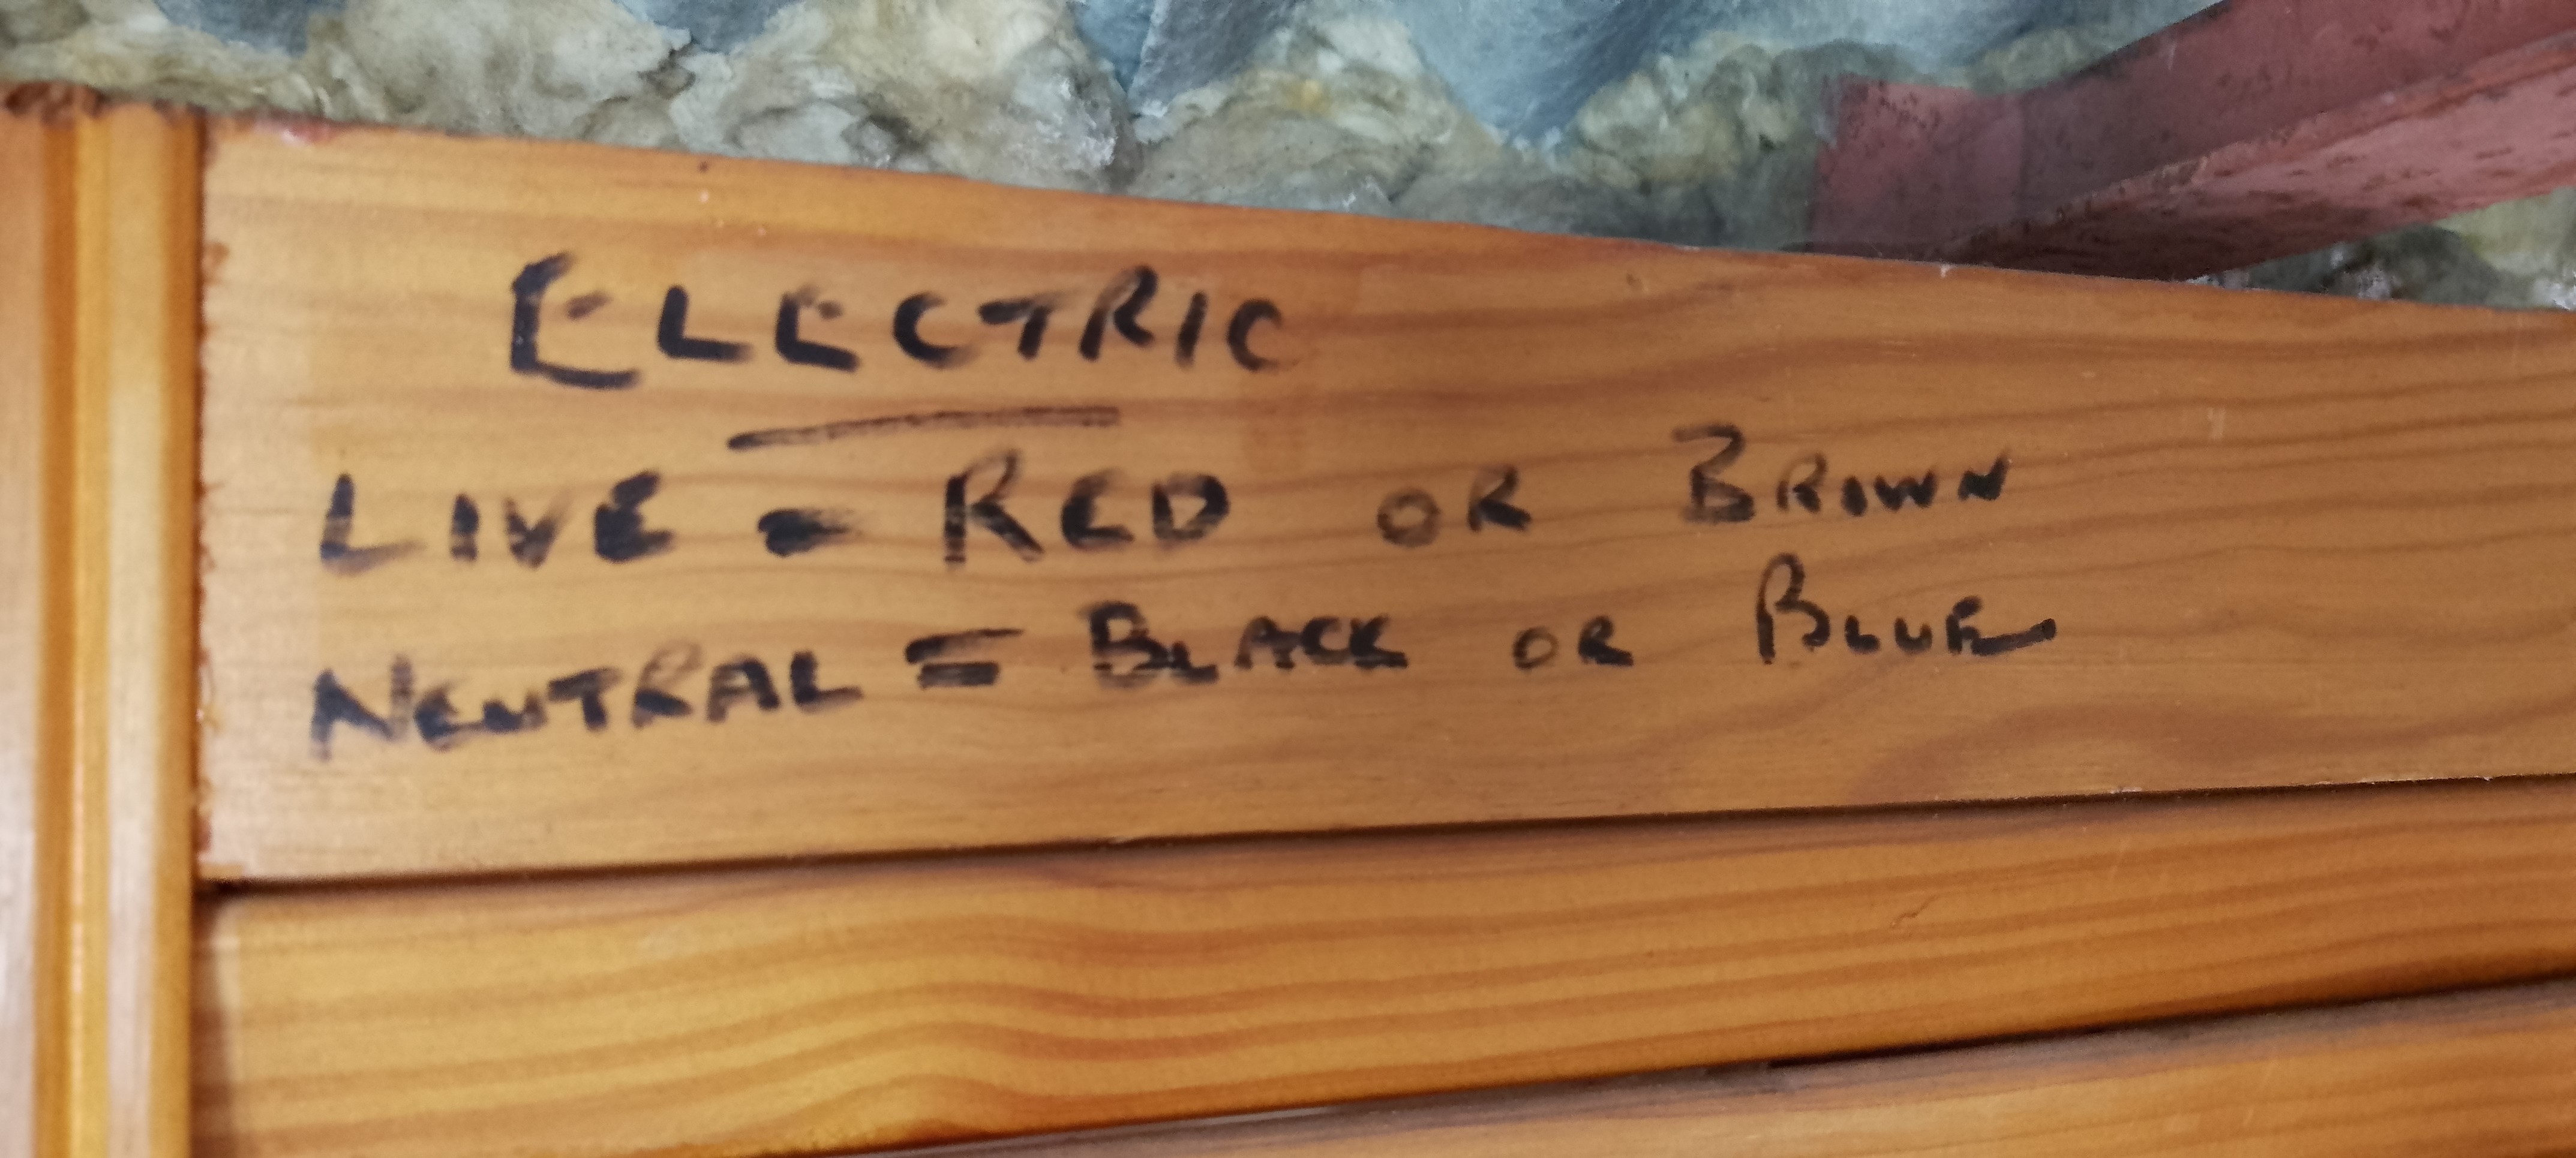 ELECTRIC
LIVE = RED OR BROWN
NEUTRAL = BLACK OR BLUE